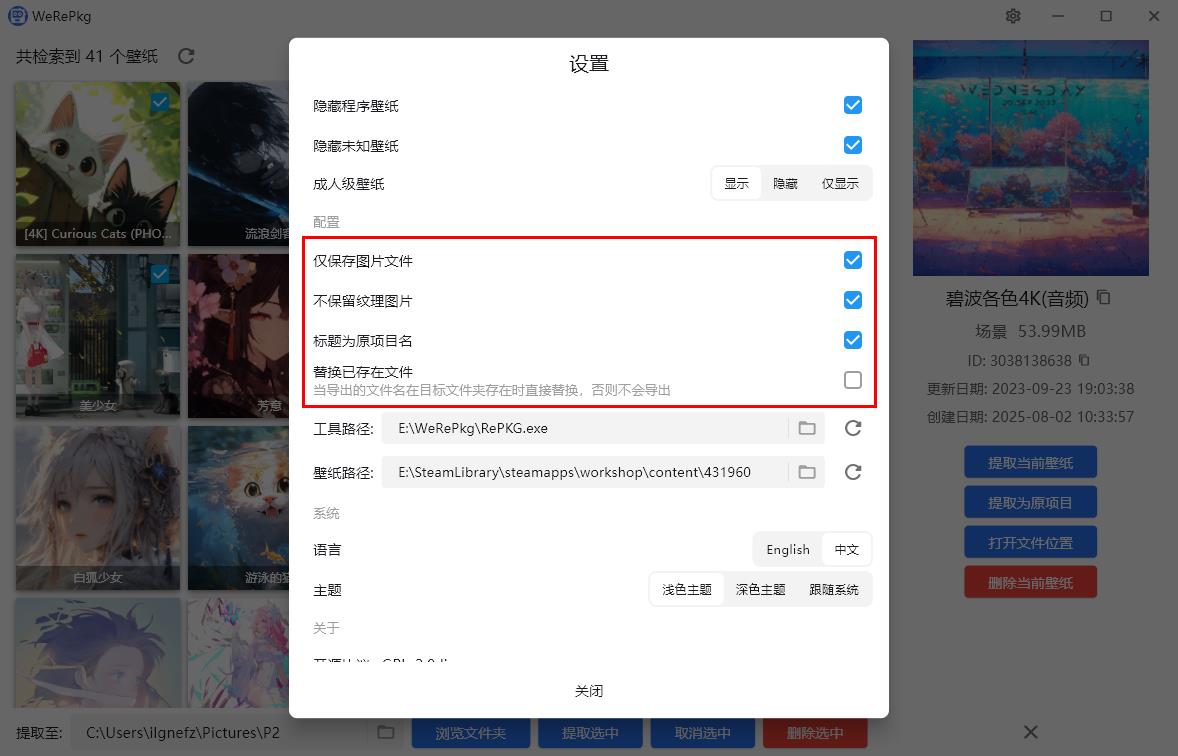 WeRePkg
共检索到 41 个壁纸
[4K] Curious Cats (PHO...
流浪剑客
美少女
芳意
白狐少女
游泳的猫
设置
隐藏程序壁纸
隐藏未知壁纸
成人级壁纸
显示 隐藏 仅显示
配置
仅保存图片文件
不保留纹理图片
标题为原项目名
替换已存在文件
当导出的文件名在目标文件夹存在时直接替换，否则不会导出
工具路径: E:\WeRePkg\RePKG.exe
壁纸路径: E:\SteamLibrary\steamapps\workshop\content\431960
系统
语言 English 中文
主题 浅色主题 深色主题 跟随系统
关于
关闭
WEDNESDAY
20 SEP 2023
碧波各色4K(音频)
场景 53.99MB
ID: 3038138638
更新日期: 2023-09-23 19:03:38
创建日期: 2025-08-02 10:33:57
提取当前壁纸
提取为原项目
打开文件位置
删除当前壁纸
提取至: C:\Users\ilgnefz\Pictures\P2 浏览文件夹 提取选中 取消选中 删除选中